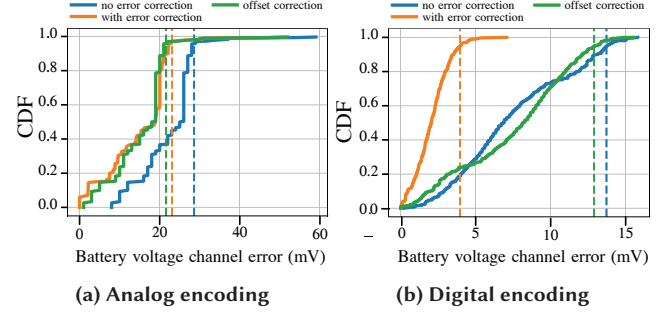 no error correction
offset correction
with error correction
1.0
0.8
0.6
0.4
0.2
0.0
CDF
0
20
40
60
Battery voltage channel error (mV)
(a) Analog encoding
no error correction
offset correction
with error correction
1.0
0.8
0.6
0.4
0.2
0.0
CDF
–
0
5
10
15
Battery voltage channel error (mV)
(b) Digital encoding